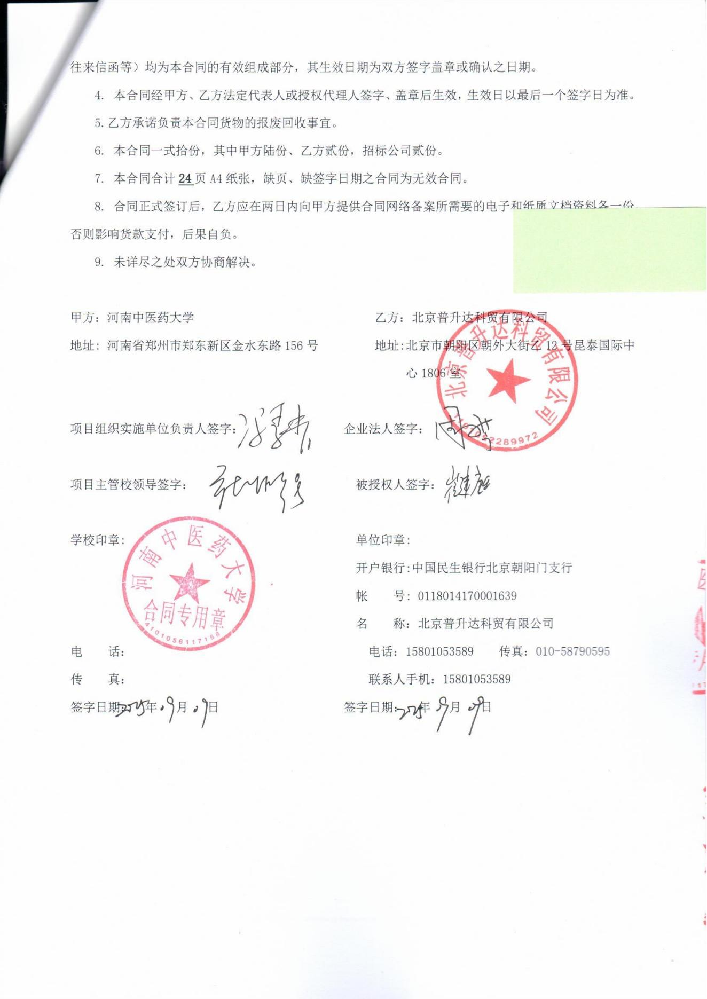 往来信函等）均为本合同的有效组成部分，其生效日期为双方签字盖章或确认之日期。
4. 本合同经甲方、乙方法定代表人或授权代理人签字、盖章后生效，生效日以最后一个签字日为准。
5.乙方承诺负责本合同货物的报废回收事宜。
6. 本合同一式拾份，其中甲方陆份、乙方贰份，招标公司贰份。
7. 本合同合计24页A4纸张，缺页、缺签字日期之合同为无效合同。
8. 合同正式签订后，乙方应在两日内向甲方提供合同网络备案所需要的电子和纸质文档资料各一份，
否则影响货款支付，后果自负。
9. 未详尽之处双方协商解决。
甲方：河南中医药大学
乙方：北京普升达科贸有限公司
地址：河南省郑州市郑东新区金水东路156号
地址:北京市朝阳区朝外大街乙12号昆泰国际中
心1806室
北京普升达科贸有限公司
项目组织实施单位负责人签字：
企业法人签字：
项目主管校领导签字：
被授权人签字：
学校印章：
单位印章：
河南中医药大学
合同专用章
4101056117168
开户银行:中国民生银行北京朝阳门支行
帐 号：0118014170001639
名 称：北京普升达科贸有限公司
电 话：
电话：15801053589 传真：010-58790595
传 真：
联系人手机：15801053589
签字日期：2025年09月09日
签字日期：2025年09月09日